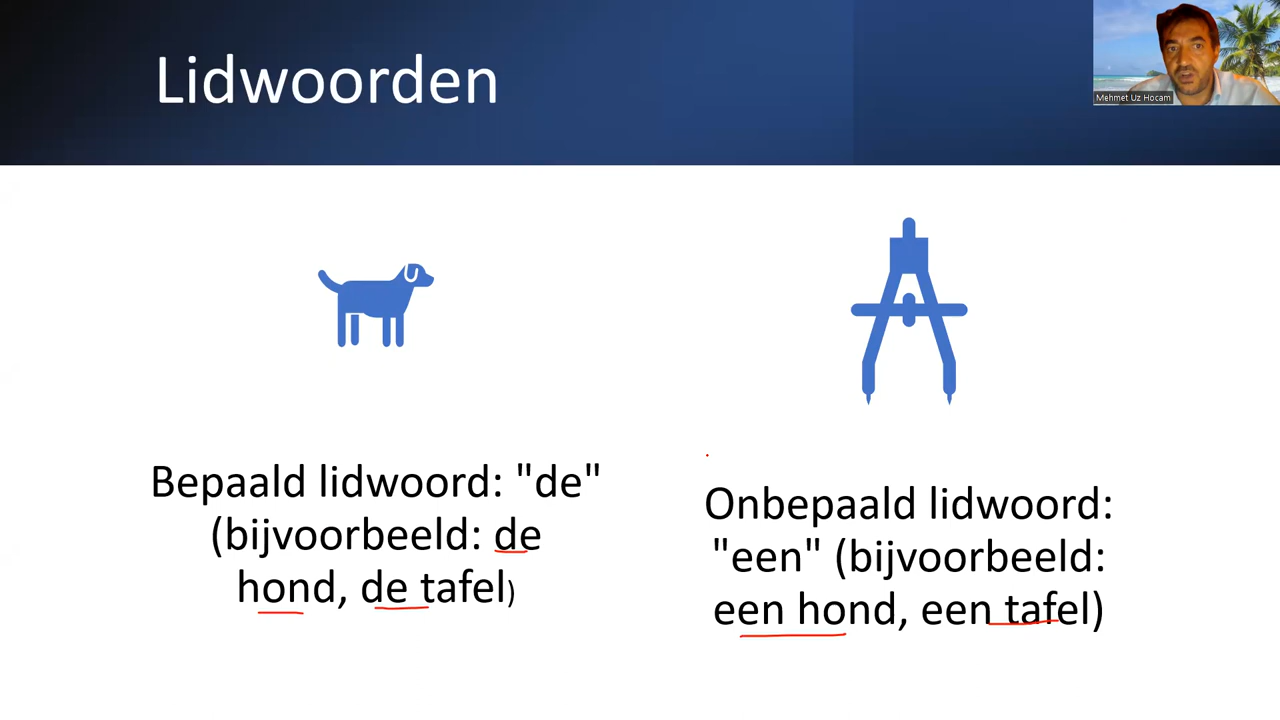 Lidwoorden
Mehmet Uz Hocam
Bepaald lidwoord: "de"
(bijvoorbeeld: de
hond, de tafel)
Onbepaald lidwoord:
"een" (bijvoorbeeld:
een hond, een tafel)